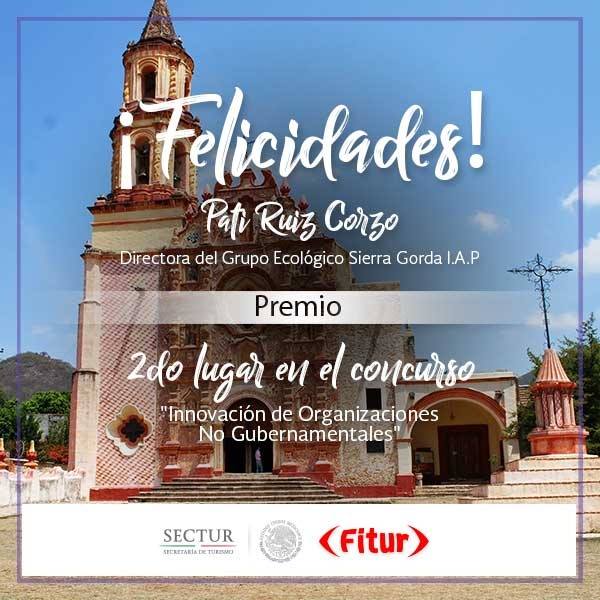 ¡Felicidades!
Pati Ruiz Corzo
Directora del Grupo Ecológico Sierra Gorda I.A.P
Premio
2do lugar en el concurso
"Innovación de Organizaciones
No Gubernamentales"
SECTUR
SECRETARÍA DE TURISMO
Fitur